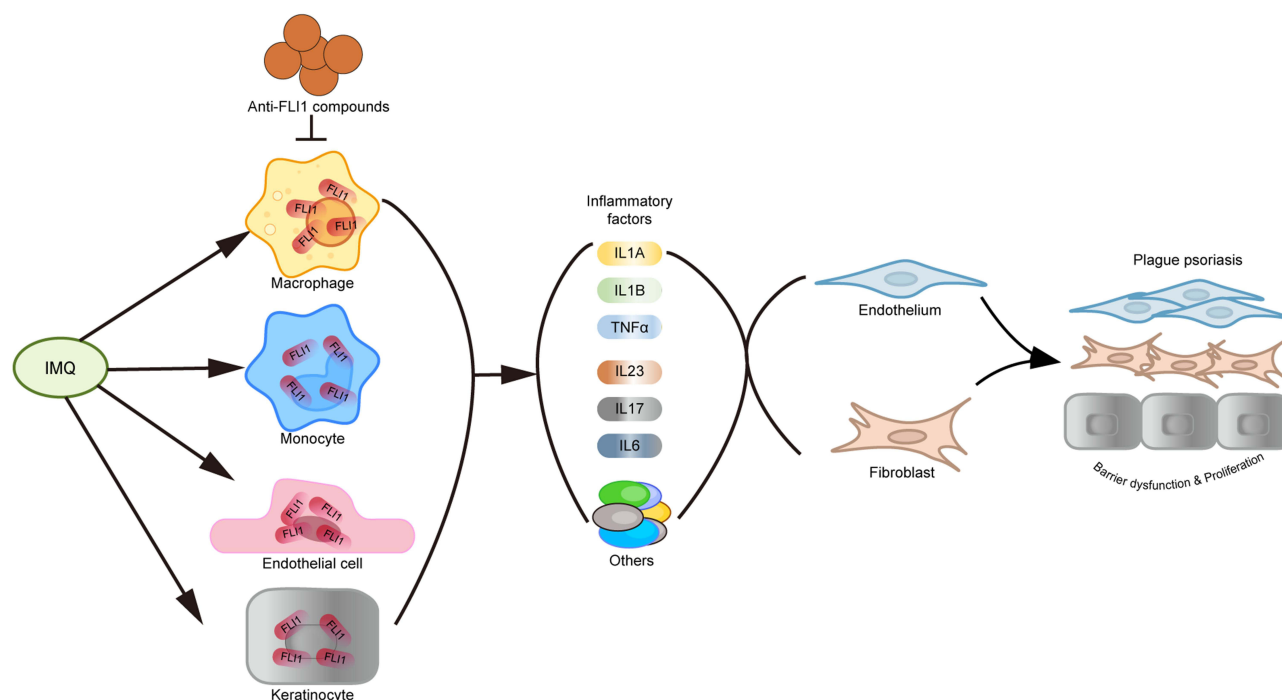 Anti-FLI1 compounds
FLI1
FLI1
FLI1
FLI1
Macrophage
IMQ
FLI1
FLI1
FLI1
FLI1
Monocyte
FLI1
FLI1
FLI1
FLI1
Endothelial cell
FLI1
FLI1
FLI1
FLI1
Keratinocyte
Inflammatory
factors
IL1A
IL1B
TNFα
IL23
IL17
IL6
Others
Endothelium
Fibroblast
Plague psoriasis
Barrier dysfunction & Proliferation